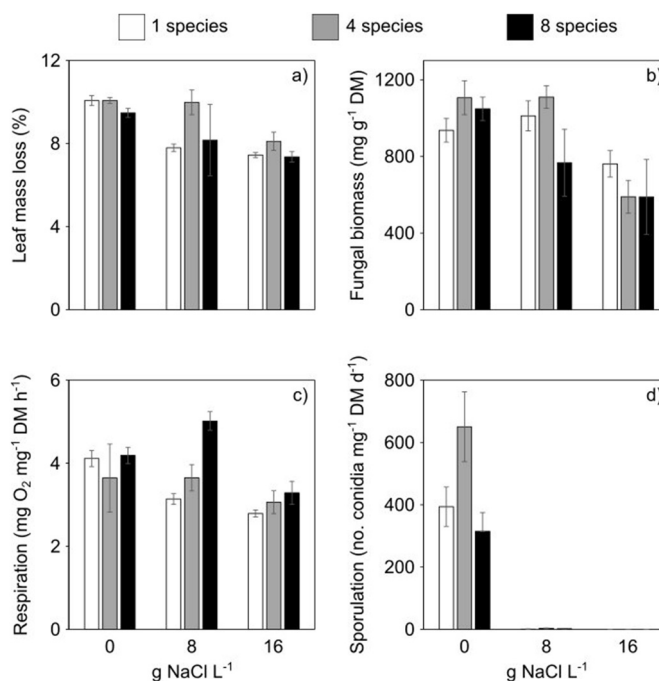 1 species
4 species
8 species
a)
12
8
4
0
Leaf mass loss (%)
b)
1200
800
400
0
Fungal biomass (mg g⁻¹ DM)
c)
6
4
2
0
Respiration (mg O₂ mg⁻¹ DM h⁻¹)
0 8 16
g NaCl L⁻¹
d)
800
600
400
200
0
Sporulation (no. conidia mg⁻¹ DM d⁻¹)
0 8 16
g NaCl L⁻¹